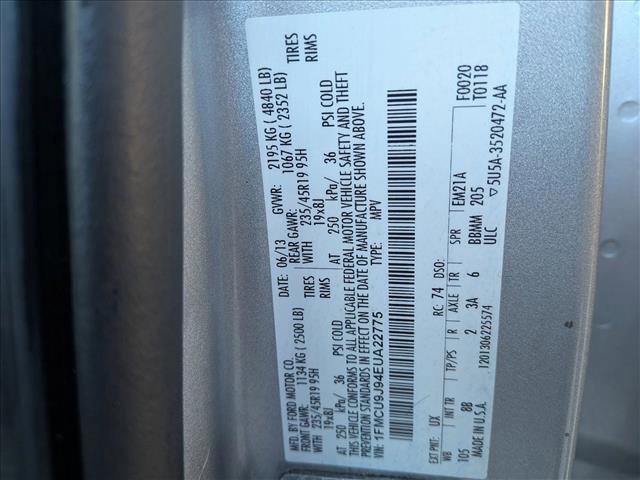 MFD. BY FORD MOTOR CO.
DATE: 06/13 GVWR: 2195 KG ( 4840 LB)
FRONT GAWR: 1134 KG ( 2500 LB) REAR GAWR: 1067 KG ( 2352 LB)
235/45R19 95H TIRES WITH 235/45R19 95H TIRES
19x8J RIMS 19x8J RIMS
AT 250 kPa/ 36 PSI COLD AT 250 kPa/ 36 PSI COLD
THIS VEHICLE CONFORMS TO ALL APPLICABLE FEDERAL MOTOR VEHICLE SAFETY AND THEFT
PREVENTION STANDARDS IN EFFECT ON THE DATE OF MANUFACTURE SHOWN ABOVE.
VIN: 1FMCU9J94EUA22775 TYPE: MPV
F0020
T0118
EXT PNT: UX RC: 74 DSO:
WB INT TR TP/PS R AXLE TR SPR EM21A
105 8B 2 3A 6 BBMM 205
MADE IN U.S.A. ULC
1201306225574 ▽5U5A-3520472-AA